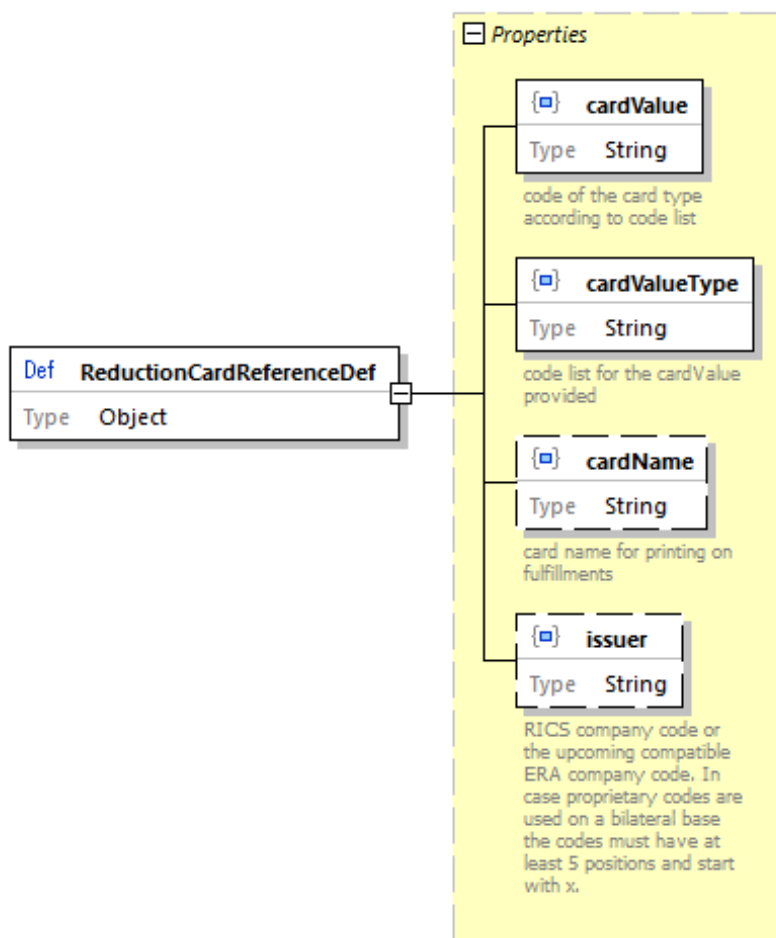 Properties
cardValue
Type String
code of the card type
according to code list
cardValueType
Type String
code list for the cardValue
provided
Def ReductionCardReferenceDef
Type Object
cardName
Type String
card name for printing on
fulfillments
issuer
Type String
RICS company code or
the upcoming compatible
ERA company code. In
case proprietary codes are
used on a bilateral base
the codes must have at
least 5 positions and start
with x.